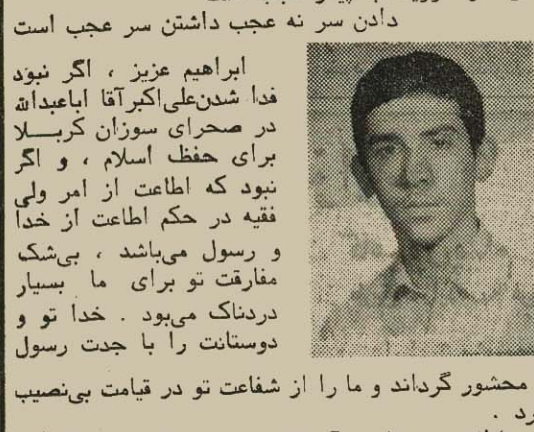 دادن سر نه عجب داشتن سر عجب است
ابراهیم عزیز ، اگر نبود
فدا شدن علی‌اکبر آقا اباعبدالله
در صحرای سوزان کربــلا
برای حفظ اسلام ، و اگر
نبود که اطاعت از امر ولی
فقیه در حکم اطاعت از خدا
و رسول می‌باشد ، بی‌شک
مفارقت تو برای ما بسیار
دردناک می‌بود . خدا تو و
دوستانت را با جدت رسول
محشور گرداند و ما را از شفاعت تو در قیامت بی‌نصیب